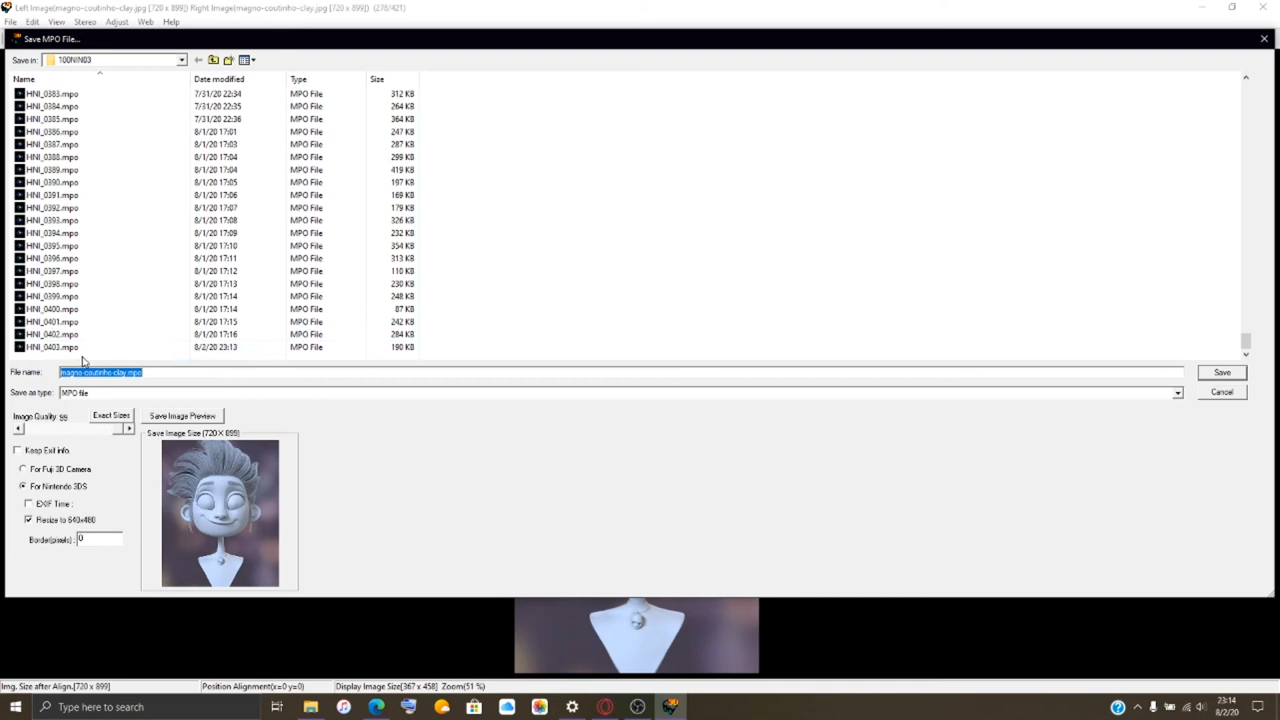 Left Image(magno-coutinho-clay.jpg [720 x 899]) Right Image(magno-coutinho-clay.jpg [720 x 899]) (278/421)
File Edit View Stereo Adjust Web Help
Save MPO File...
Save in: 100NIN03
Name Date modified Type Size
HNI_0383.mpo 7/31/20 22:34 MPO File 312 KB
HNI_0384.mpo 7/31/20 22:35 MPO File 264 KB
HNI_0385.mpo 7/31/20 22:36 MPO File 364 KB
HNI_0386.mpo 8/1/20 17:01 MPO File 247 KB
HNI_0387.mpo 8/1/20 17:03 MPO File 287 KB
HNI_0388.mpo 8/1/20 17:04 MPO File 299 KB
HNI_0389.mpo 8/1/20 17:04 MPO File 419 KB
HNI_0390.mpo 8/1/20 17:05 MPO File 197 KB
HNI_0391.mpo 8/1/20 17:06 MPO File 169 KB
HNI_0392.mpo 8/1/20 17:07 MPO File 179 KB
HNI_0393.mpo 8/1/20 17:08 MPO File 326 KB
HNI_0394.mpo 8/1/20 17:09 MPO File 232 KB
HNI_0395.mpo 8/1/20 17:10 MPO File 354 KB
HNI_0396.mpo 8/1/20 17:11 MPO File 313 KB
HNI_0397.mpo 8/1/20 17:12 MPO File 110 KB
HNI_0398.mpo 8/1/20 17:13 MPO File 230 KB
HNI_0399.mpo 8/1/20 17:14 MPO File 248 KB
HNI_0400.mpo 8/1/20 17:14 MPO File 87 KB
HNI_0401.mpo 8/1/20 17:15 MPO File 242 KB
HNI_0402.mpo 8/1/20 17:16 MPO File 284 KB
HNI_0403.mpo 8/2/20 23:13 MPO File 190 KB
File name: magno-coutinho-clay.mpo Save
Save as type: MPO file Cancel
Image Quality: 99 Exact Sizes Save Image Preview
Save Image Size (720X899)
Keep Exif info.
For Fuji 3D Camera
For Nintendo 3DS
EXIF Time :
Resize to 640x480
Border(pixels) : 0
Img. Size after Align.[720 x 899] Position Alignment(x=0 y=0) Display Image Size[367 x 458] Zoom(51 %)
Type here to search
23:14
8/2/20